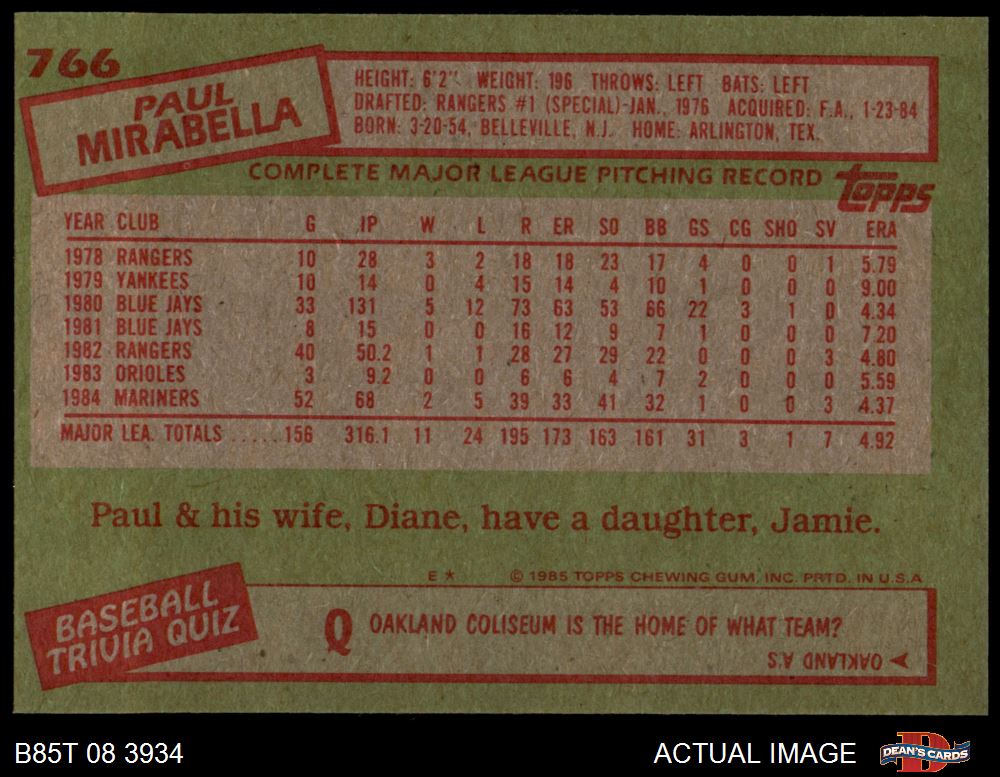 766
PAUL
MIRABELLA
HEIGHT: 6'2" WEIGHT: 196 THROWS: LEFT BATS: LEFT
DRAFTED: RANGERS #1 (SPECIAL)-JAN., 1976 ACQUIRED: F.A., 1-23-84
BORN: 3-20-54, BELLEVILLE, N.J. HOME: ARLINGTON, TEX.
COMPLETE MAJOR LEAGUE PITCHING RECORD
topps
YEAR CLUB G IP W L R ER SO BB GS CG SHO SV ERA
1978 RANGERS 10 28 3 2 18 18 23 17 4 0 0 1 5.79
1979 YANKEES 10 14 0 4 15 14 4 10 1 0 0 0 9.00
1980 BLUE JAYS 33 131 5 12 73 63 53 66 22 3 1 0 4.34
1981 BLUE JAYS 8 15 0 0 16 12 9 7 1 0 0 0 7.20
1982 RANGERS 40 50.2 1 1 28 27 29 22 0 0 0 3 4.80
1983 ORIOLES 3 9.2 0 0 6 6 4 7 2 0 0 0 5.59
1984 MARINERS 52 68 2 5 39 33 41 32 1 0 0 3 4.37
MAJOR LEA. TOTALS .....156 316.1 11 24 195 173 163 161 31 3 1 7 4.92
Paul & his wife, Diane, have a daughter, Jamie.
E * © 1985 TOPPS CHEWING GUM, INC. PRTD. IN U.S.A
BASEBALL
TRIVIA QUIZ
Q OAKLAND COLISEUM IS THE HOME OF WHAT TEAM?
OAKLAND A'S
B85T 08 3934
ACTUAL IMAGE
D
DEAN'S CARDS